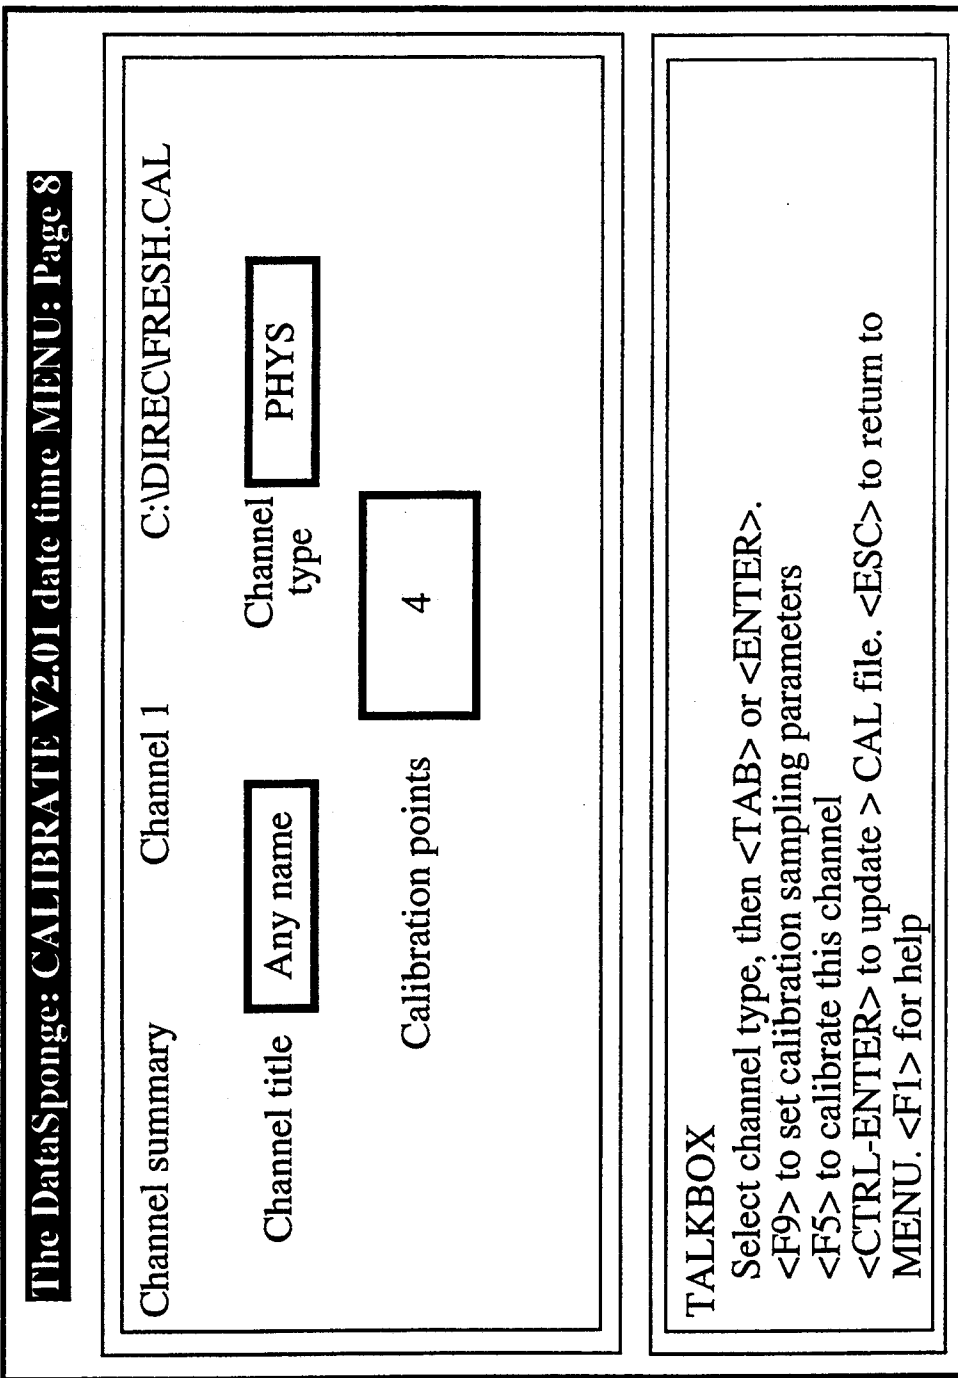 The DataSponge: CALIBRATE V2.01 date time MENU: Page 8
Channel summary Channel 1 C:\DIREC\FRESH.CAL
Channel title Any name Channel type PHYS
Calibration points 4
TALKBOX
Select channel type, then <TAB> or <ENTER>.
<F9> to set calibration sampling parameters
<F5> to calibrate this channel
<CTRL-ENTER> to update > CAL file. <ESC> to return to
MENU. <F1> for help